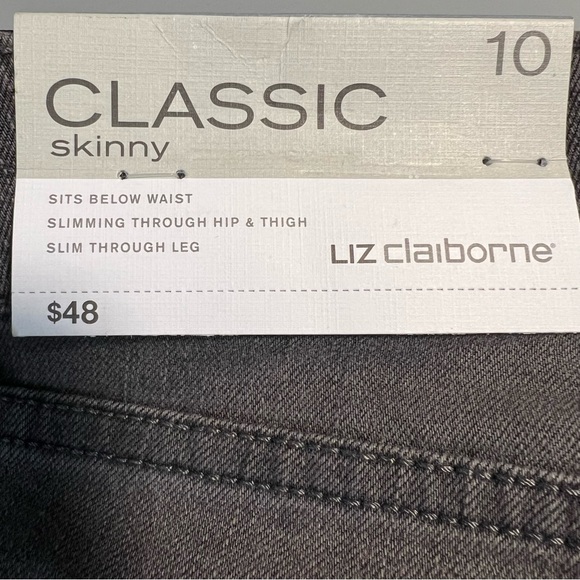 10
CLASSIC
skinny
SITS BELOW WAIST
SLIMMING THROUGH HIP & THIGH
SLIM THROUGH LEG
LIZ claiborne®
$48